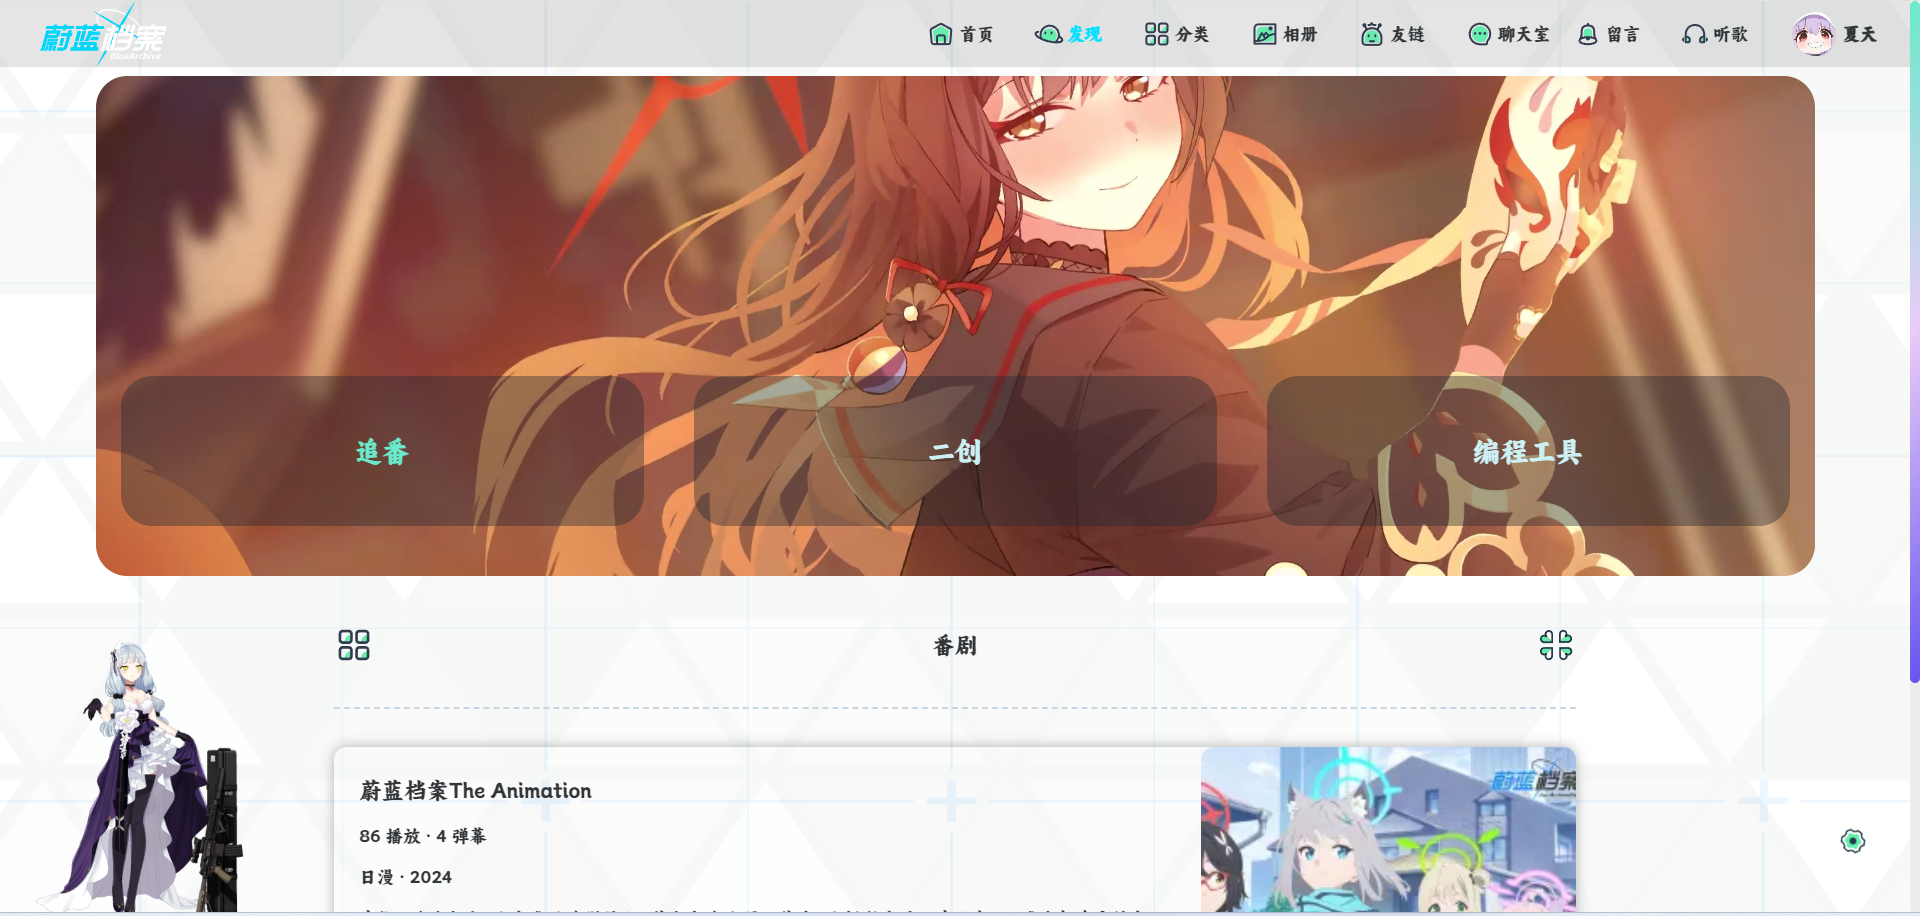 蔚蓝档案
BlueArchive
首页
发现
分类
相册
友链
聊天室
留言
听歌
夏天
追番
二创
编程工具
番剧
蔚蓝档案The Animation
86 播放 · 4 弹幕
日漫 · 2024
蔚蓝档案